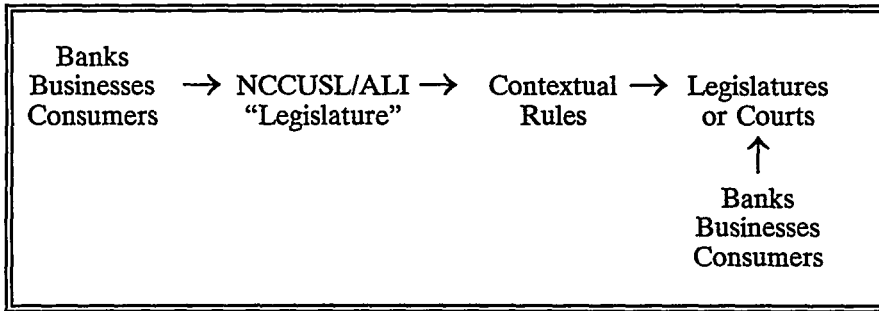 Banks
Businesses → NCCUSL/ALI → Contextual → Legislatures
Consumers “Legislature” Rules or Courts
↑
Banks
Businesses
Consumers